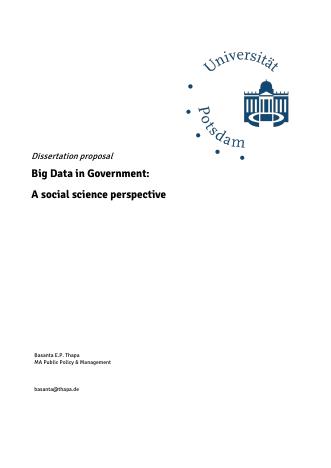 Universität
Potsdam
Dissertation proposal
Big Data in Government:
A social science perspective
Basanta E.P. Thapa
MA Public Policy & Management
basanta@thapa.de